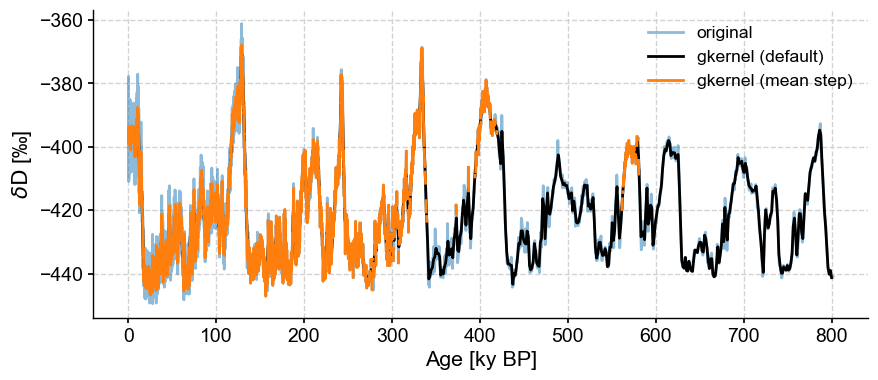 original
gkernel (default)
gkernel (mean step)
δD [‰]
−360
−380
−400
−420
−440
0 100 200 300 400 500 600 700 800
Age [ky BP]